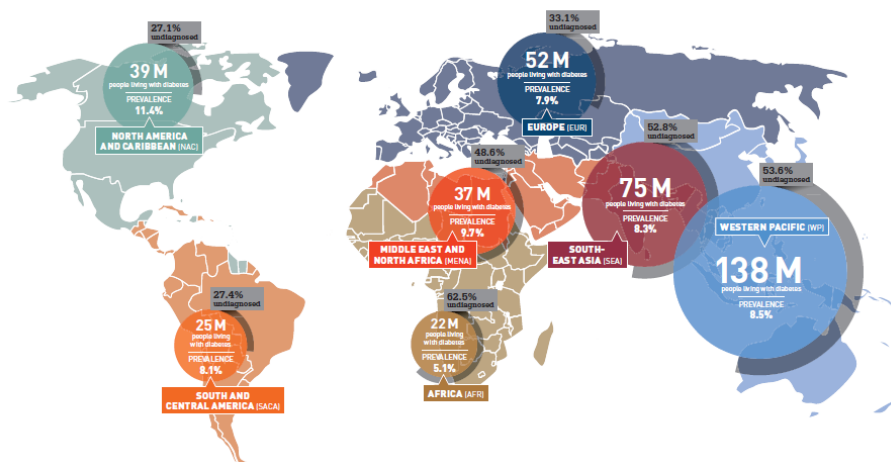 27.1%
undiagnosed
39 M
people living with diabetes
PREVALENCE
11.4%
NORTH AMERICA
AND CARIBBEAN (NAC)
33.1%
undiagnosed
52 M
people living with diabetes
PREVALENCE
7.9%
EUROPE (EUR)
48.6%
undiagnosed
37 M
people living with diabetes
PREVALENCE
9.7%
MIDDLE EAST AND
NORTH AFRICA (MENA)
52.8%
undiagnosed
75 M
people living with diabetes
PREVALENCE
8.3%
SOUTH-
EAST ASIA (SEA)
53.6%
undiagnosed
WESTERN PACIFIC (WP)
138 M
people living with diabetes
PREVALENCE
8.5%
27.4%
undiagnosed
25 M
people living
with diabetes
PREVALENCE
8.1%
SOUTH AND
CENTRAL AMERICA (SACA)
62.5%
undiagnosed
22 M
people living
with diabetes
PREVALENCE
5.1%
AFRICA (AFR)